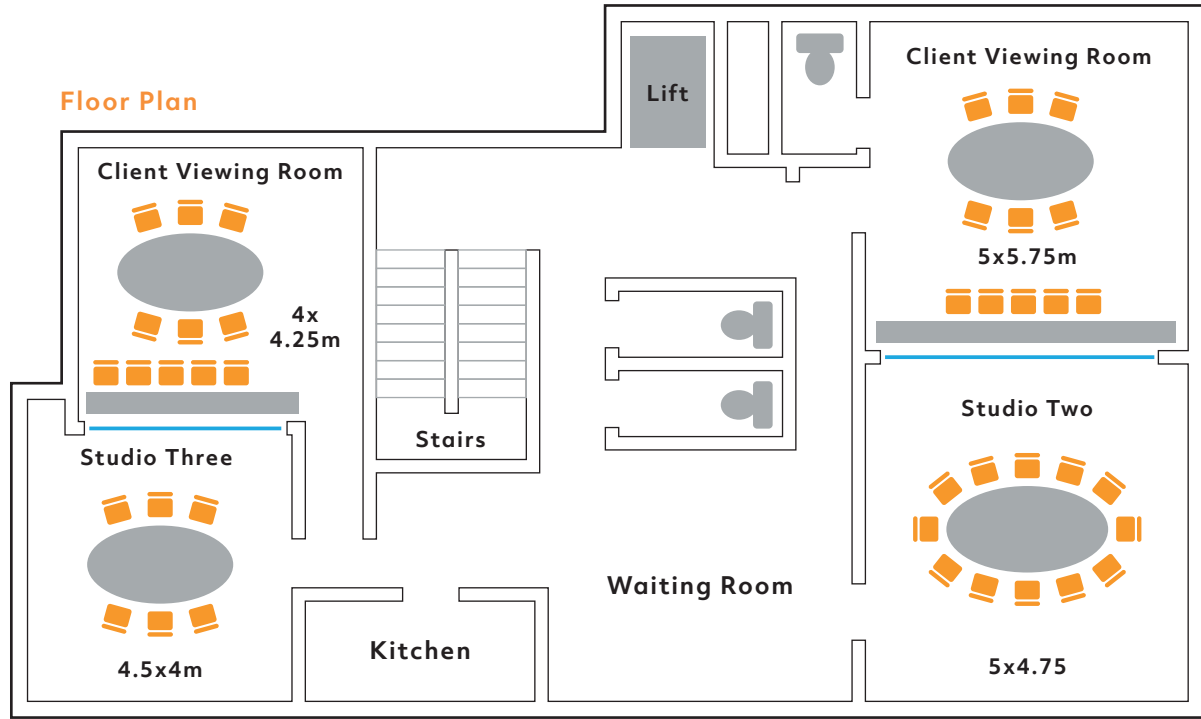 Floor Plan
Lift
Client Viewing Room
5x5.75m
Client Viewing Room
4x
4.25m
Stairs
Studio Two
Studio Three
Waiting Room
Kitchen
4.5x4m
5x4.75